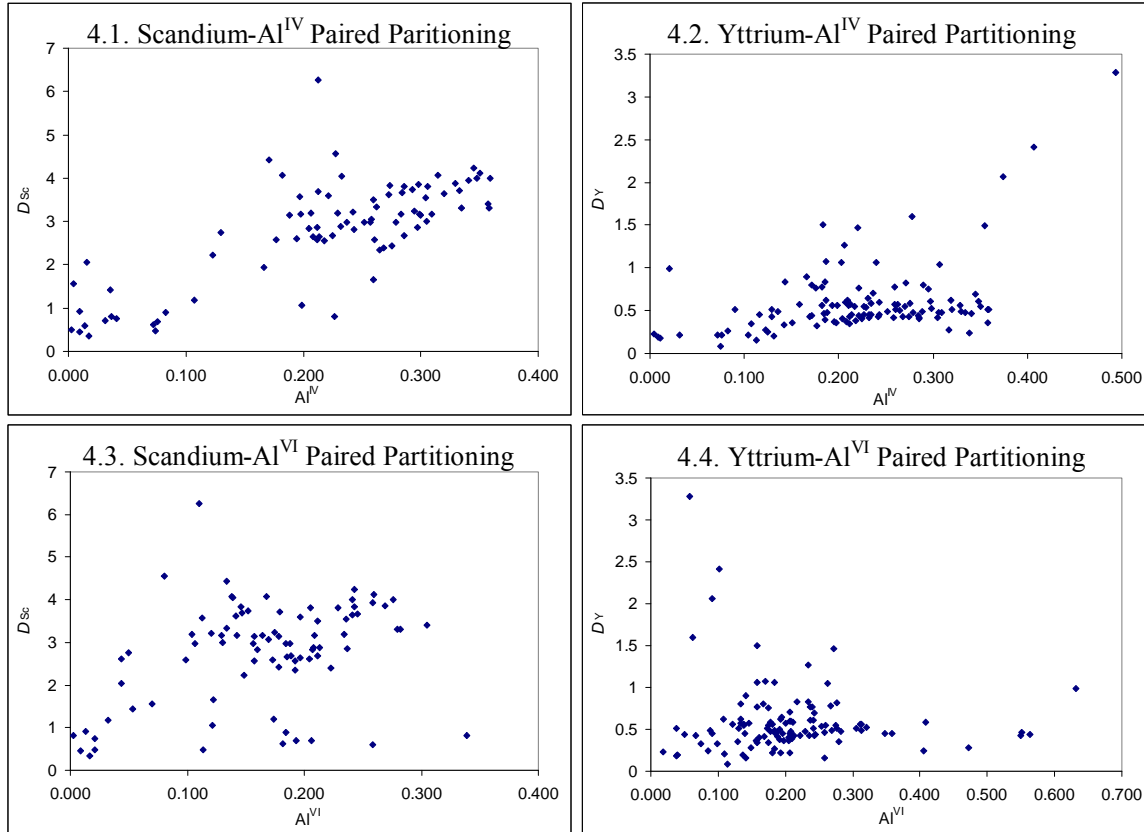 4.1. Scandium-Al^IV Paired Paritioning
7
6
5
4
3
2
1
0
D_Sc
0.000 0.100 0.200 0.300 0.400
Al^IV
4.2. Yttrium-Al^IV Paired Partitioning
3.5
3
2.5
2
1.5
1
0.5
0
D_Y
0.000 0.100 0.200 0.300 0.400 0.500
Al^IV
4.3. Scandium-Al^VI Paired Partitioning
7
6
5
4
3
2
1
0
D_Sc
0.000 0.100 0.200 0.300 0.400
Al^VI
4.4. Yttrium-Al^VI Paired Partitioning
3.5
3
2.5
2
1.5
1
0.5
0
D_Y
0.000 0.100 0.200 0.300 0.400 0.500 0.600 0.700
Al^VI